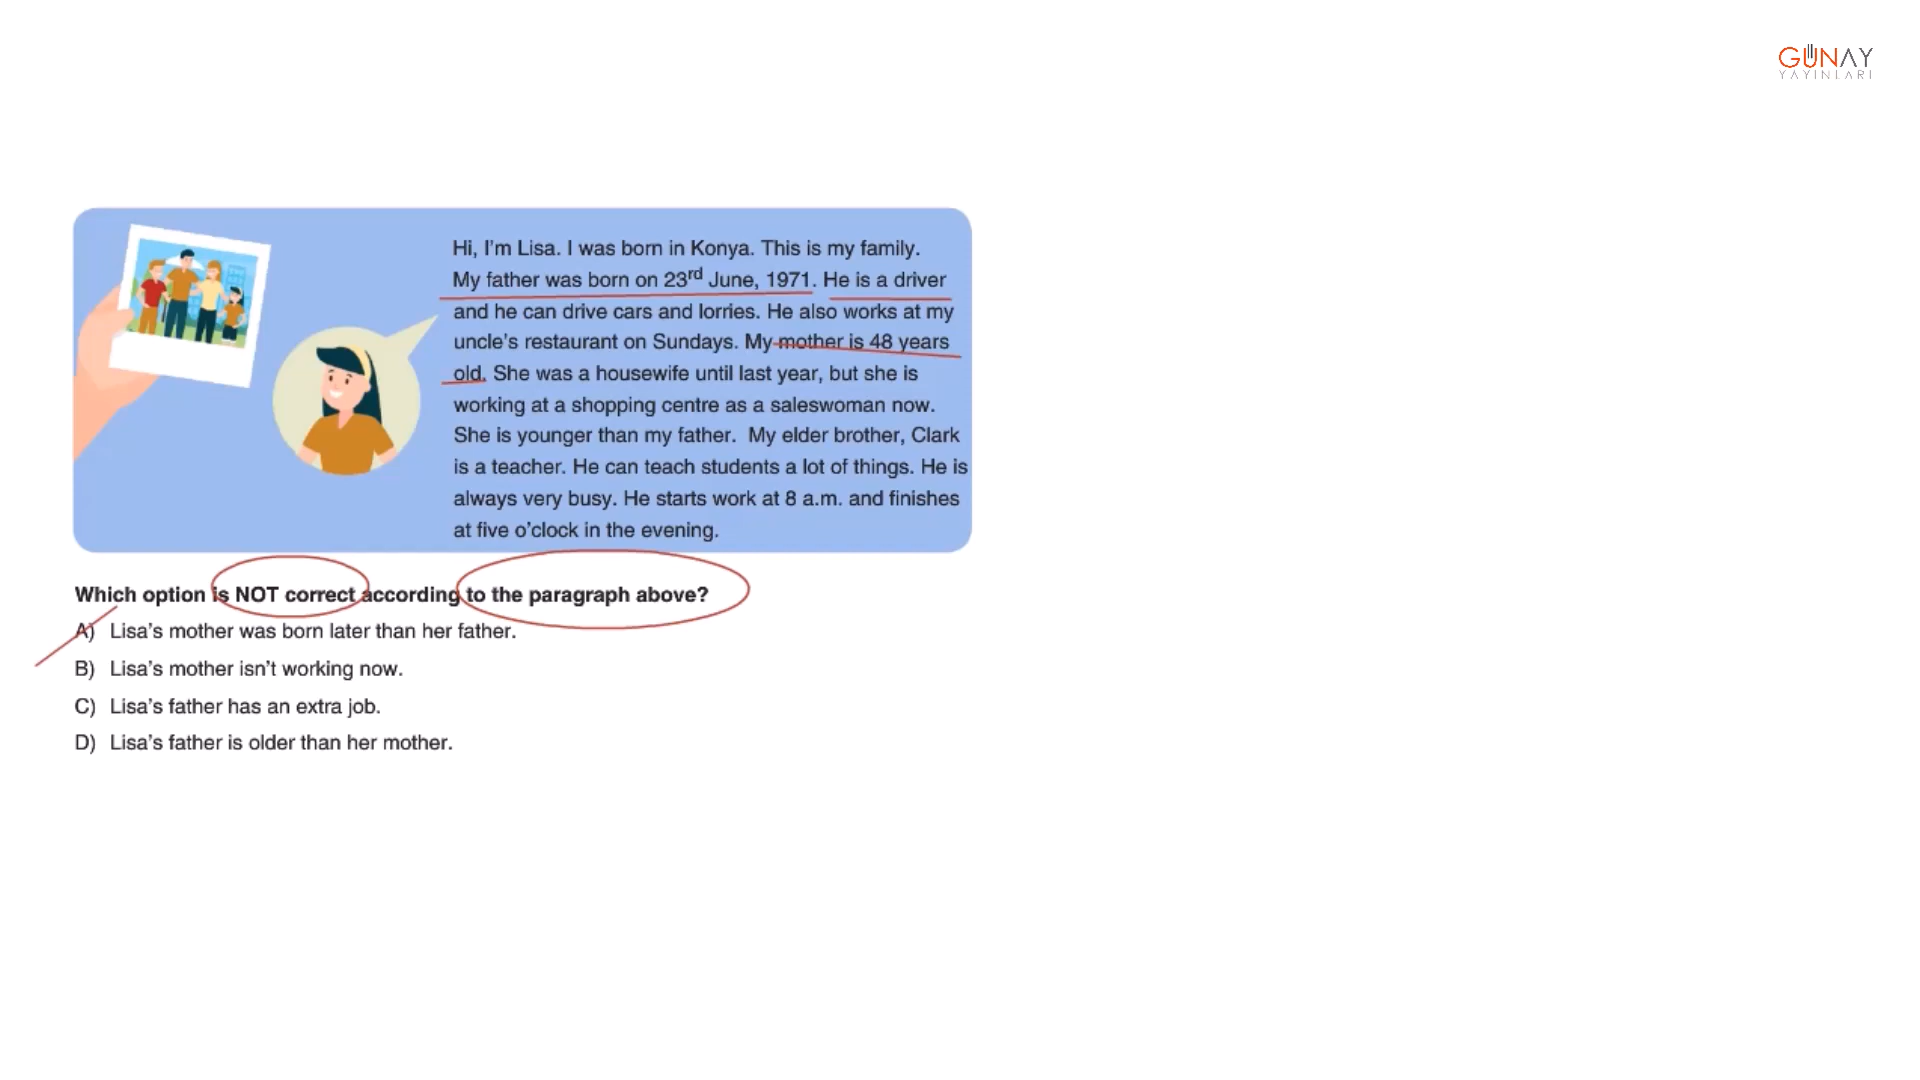 GÜNAY
YAYINLARI
Hi, I'm Lisa. I was born in Konya. This is my family.
My father was born on 23rd June, 1971. He is a driver
and he can drive cars and lorries. He also works at my
uncle's restaurant on Sundays. My mother is 48 years
old. She was a housewife until last year, but she is
working at a shopping centre as a saleswoman now.
She is younger than my father. My elder brother, Clark
is a teacher. He can teach students a lot of things. He is
always very busy. He starts work at 8 a.m. and finishes
at five o'clock in the evening.
Which option is NOT correct according to the paragraph above?
A) Lisa's mother was born later than her father.
B) Lisa's mother isn't working now.
C) Lisa's father has an extra job.
D) Lisa's father is older than her mother.